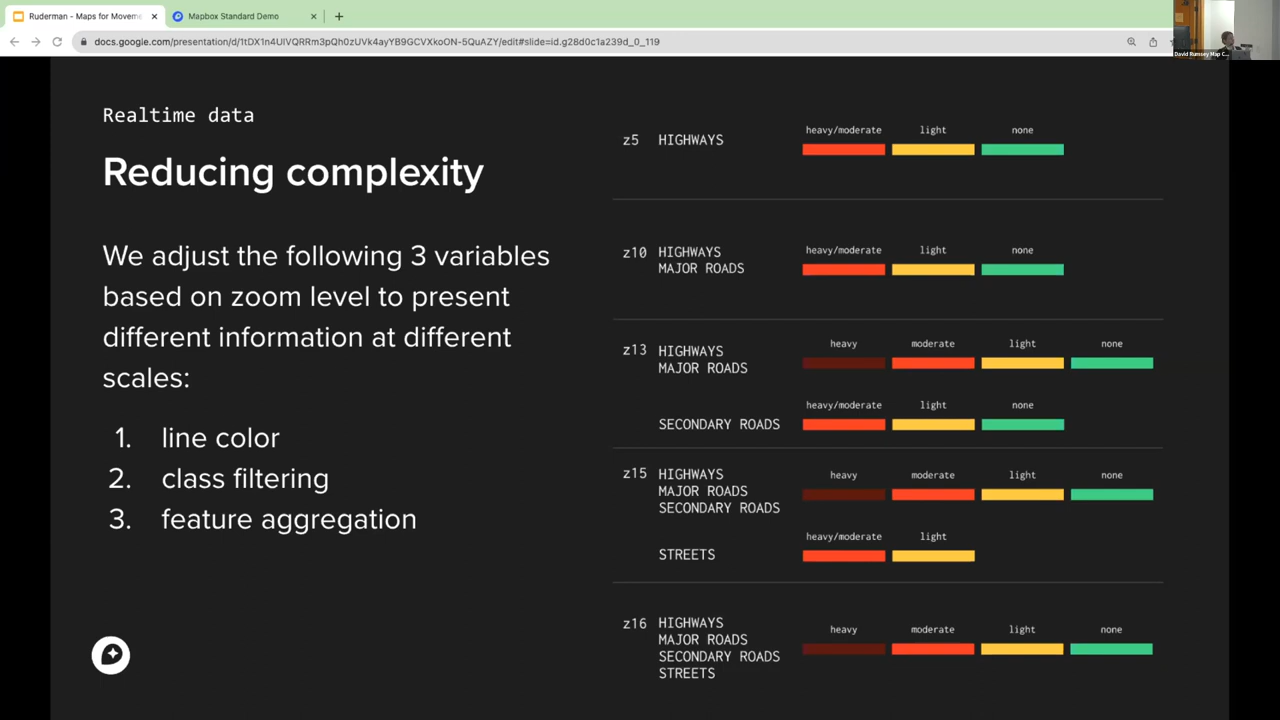 Ruderman - Maps for Moveme
Mapbox Standard Demo
docs.google.com/presentation/d/1tDX1n4UlVQRRm3pQh0zUVk4ayYB9GCVXkoON-5QuAZY/edit#slide=id.g28d0c1a239d_0_119
David Rumsey Map C...
Realtime data
Reducing complexity
We adjust the following 3 variables
based on zoom level to present
different information at different
scales:
1. line color
2. class filtering
3. feature aggregation
heavy/moderate light none
z5 HIGHWAYS
heavy/moderate light none
z10 HIGHWAYS
MAJOR ROADS
heavy moderate light none
z13 HIGHWAYS
MAJOR ROADS
heavy/moderate light none
SECONDARY ROADS
heavy moderate light none
z15 HIGHWAYS
MAJOR ROADS
SECONDARY ROADS
heavy/moderate light
STREETS
heavy moderate light none
z16 HIGHWAYS
MAJOR ROADS
SECONDARY ROADS
STREETS